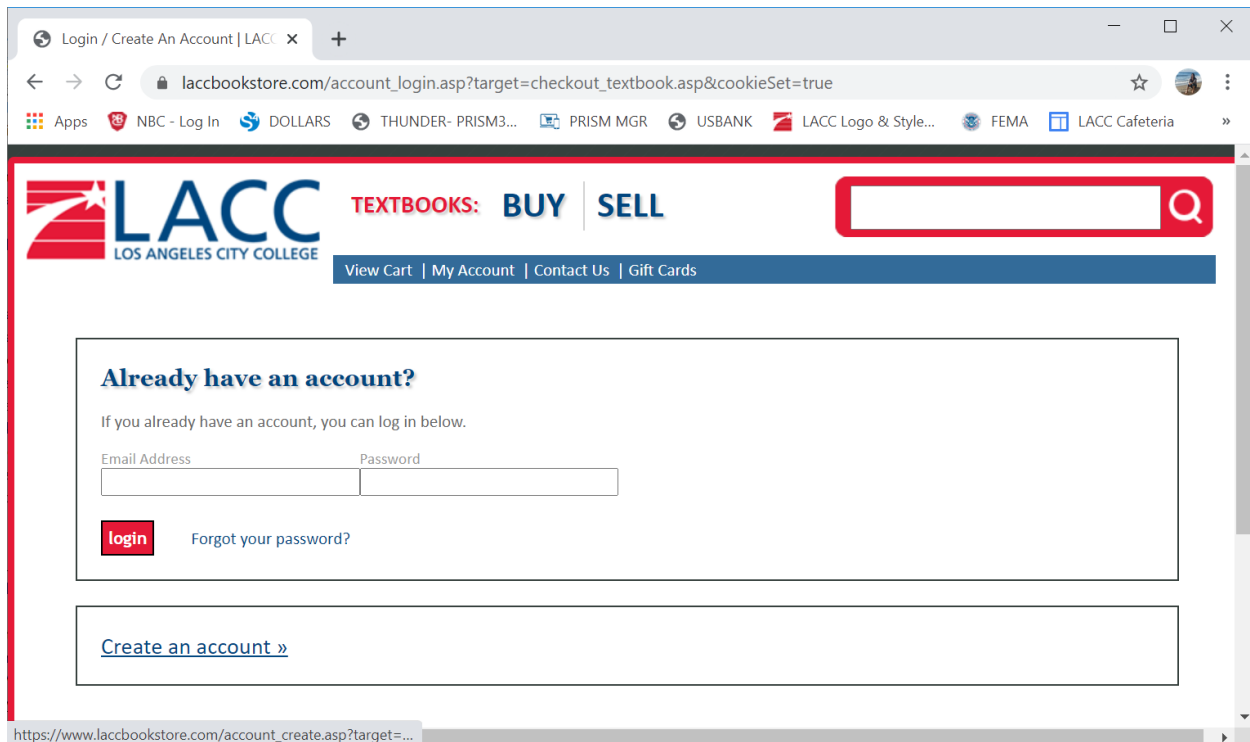 Login / Create An Account | LACC
laccbookstore.com/account_login.asp?target=checkout_textbook.asp&cookieSet=true
Apps NBC - Log In DOLLARS THUNDER- PRISM3... PRISM MGR USBANK LACC Logo & Style... FEMA LACC Cafeteria »
LACC
LOS ANGELES CITY COLLEGE
TEXTBOOKS: BUY | SELL
View Cart | My Account | Contact Us | Gift Cards
Already have an account?
If you already have an account, you can log in below.
Email Address Password
login Forgot your password?
Create an account »
https://www.laccbookstore.com/account_create.asp?target=...